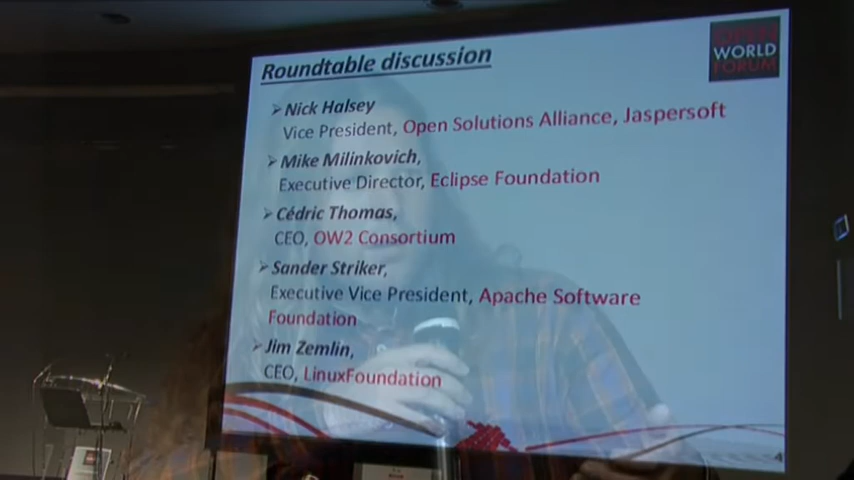 Roundtable discussion
OPEN
WORLD
FORUM
➢ Nick Halsey
Vice President, Open Solutions Alliance, Jaspersoft
➢ Mike Milinkovich,
Executive Director, Eclipse Foundation
➢ Cédric Thomas,
CEO, OW2 Consortium
➢ Sander Striker,
Executive Vice President, Apache Software
Foundation
➢ Jim Zemlin,
CEO, LinuxFoundation
4